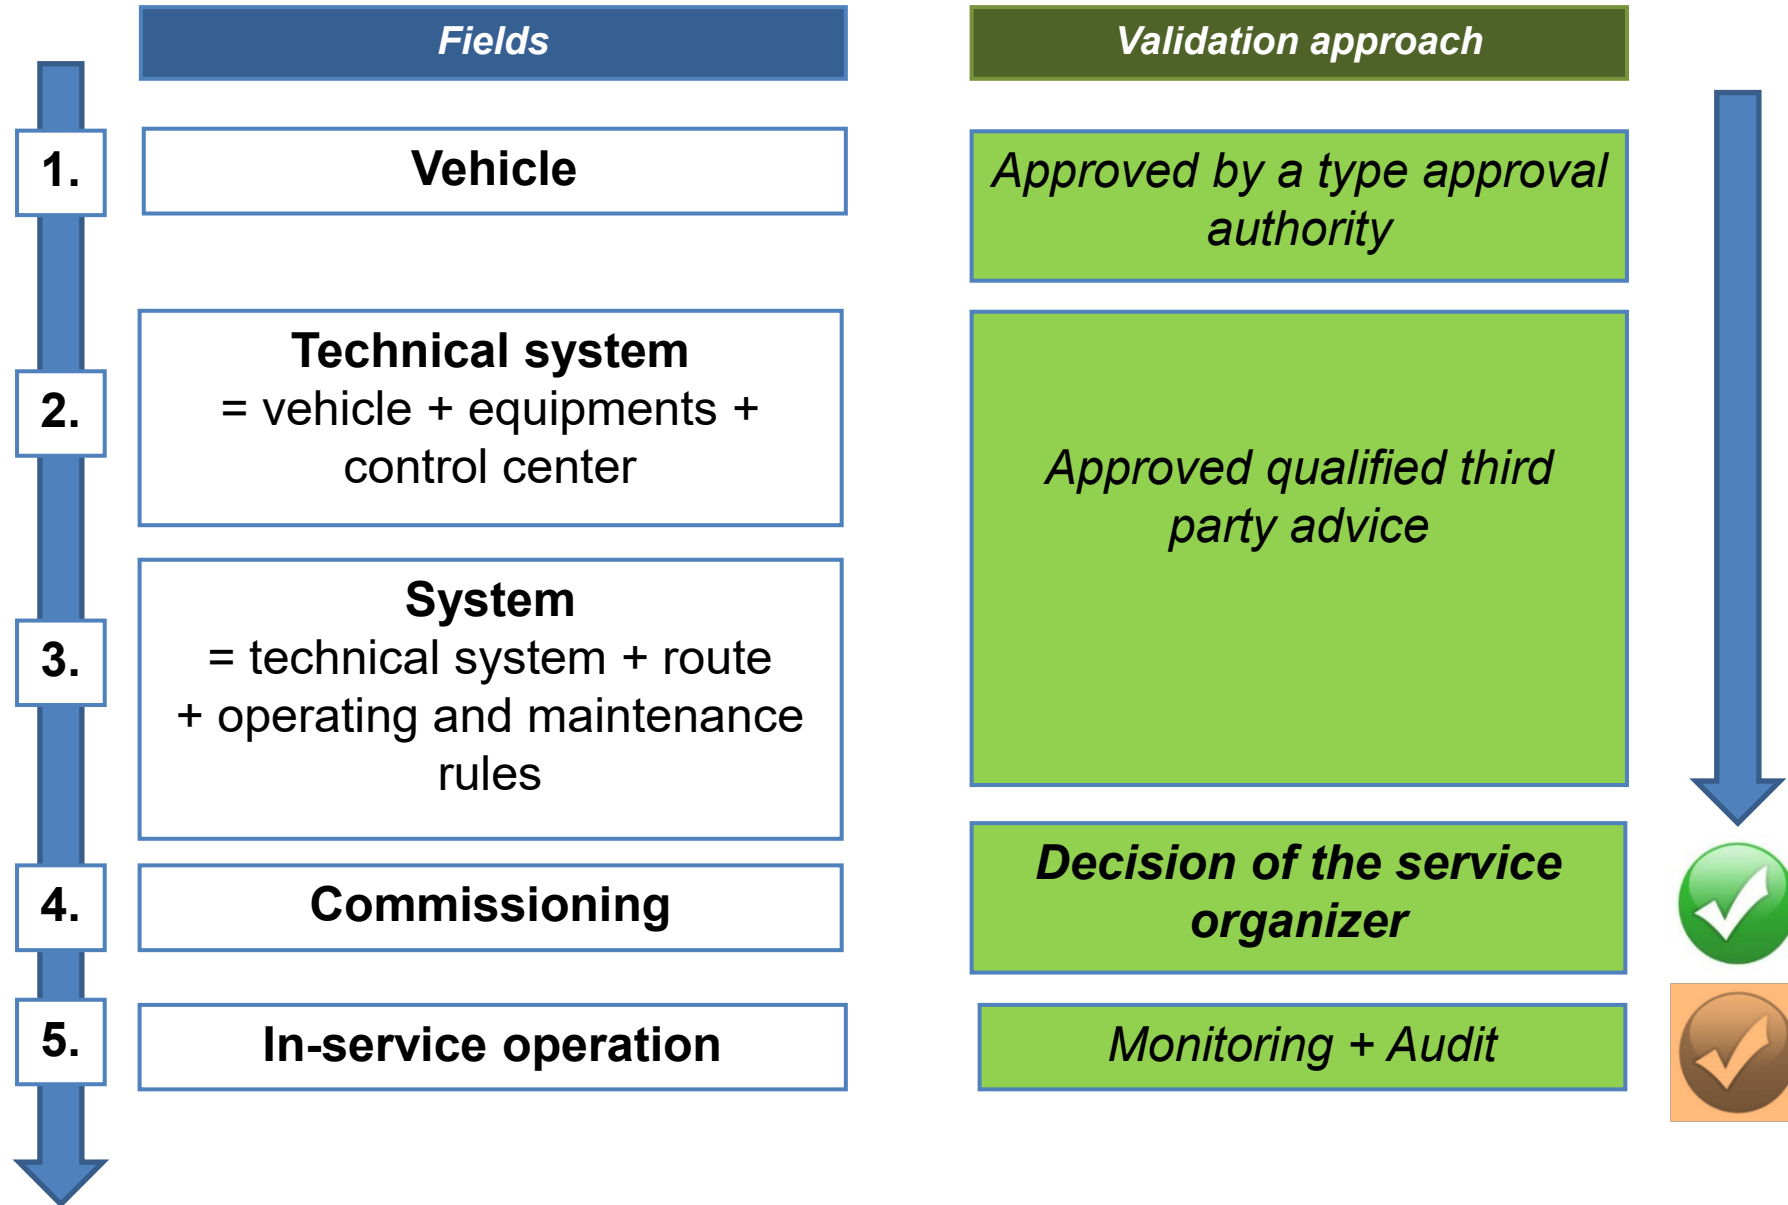 Fields
Validation approach
1.
Vehicle
Approved by a type approval
authority
2.
Technical system
= vehicle + equipments +
control center
Approved qualified third
party advice
3.
System
= technical system + route
+ operating and maintenance
rules
4.
Commissioning
Decision of the service
organizer
5.
In-service operation
Monitoring + Audit